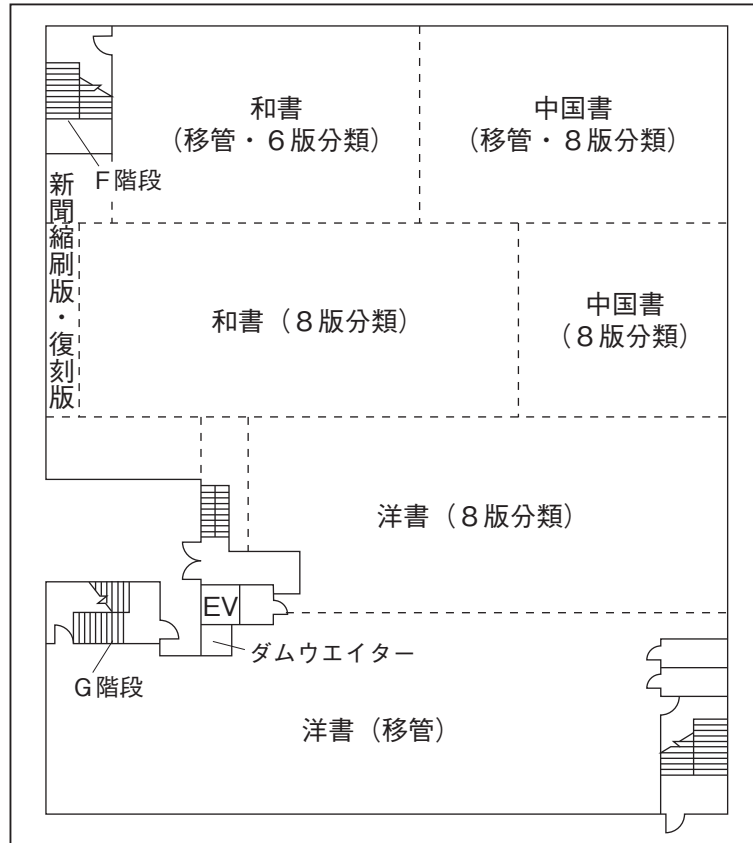 和書
（移管・６版分類）
中国書
（移管・８版分類）
Ｆ階段
新聞縮刷版・復刻版
和書（８版分類）
中国書
（８版分類）
洋書（８版分類）
EV
ダムウエイター
Ｇ階段
洋書（移管）